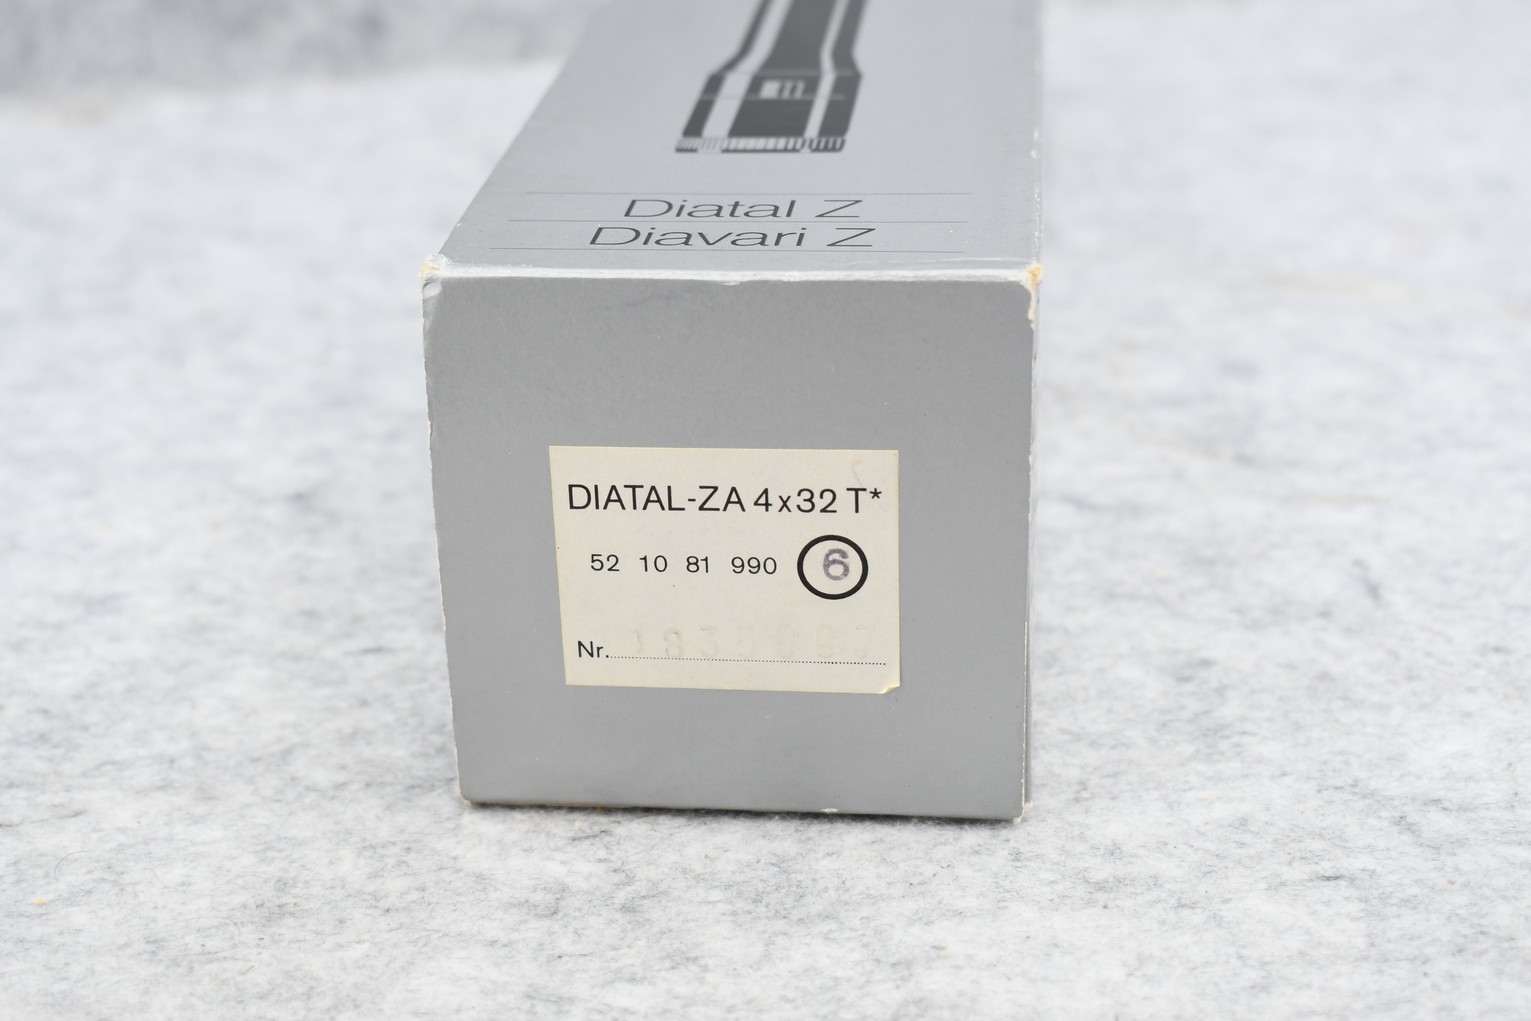 Diatal Z
Diavari Z
DIATAL-ZA 4x32 T*
52 10 81 990 6
Nr.